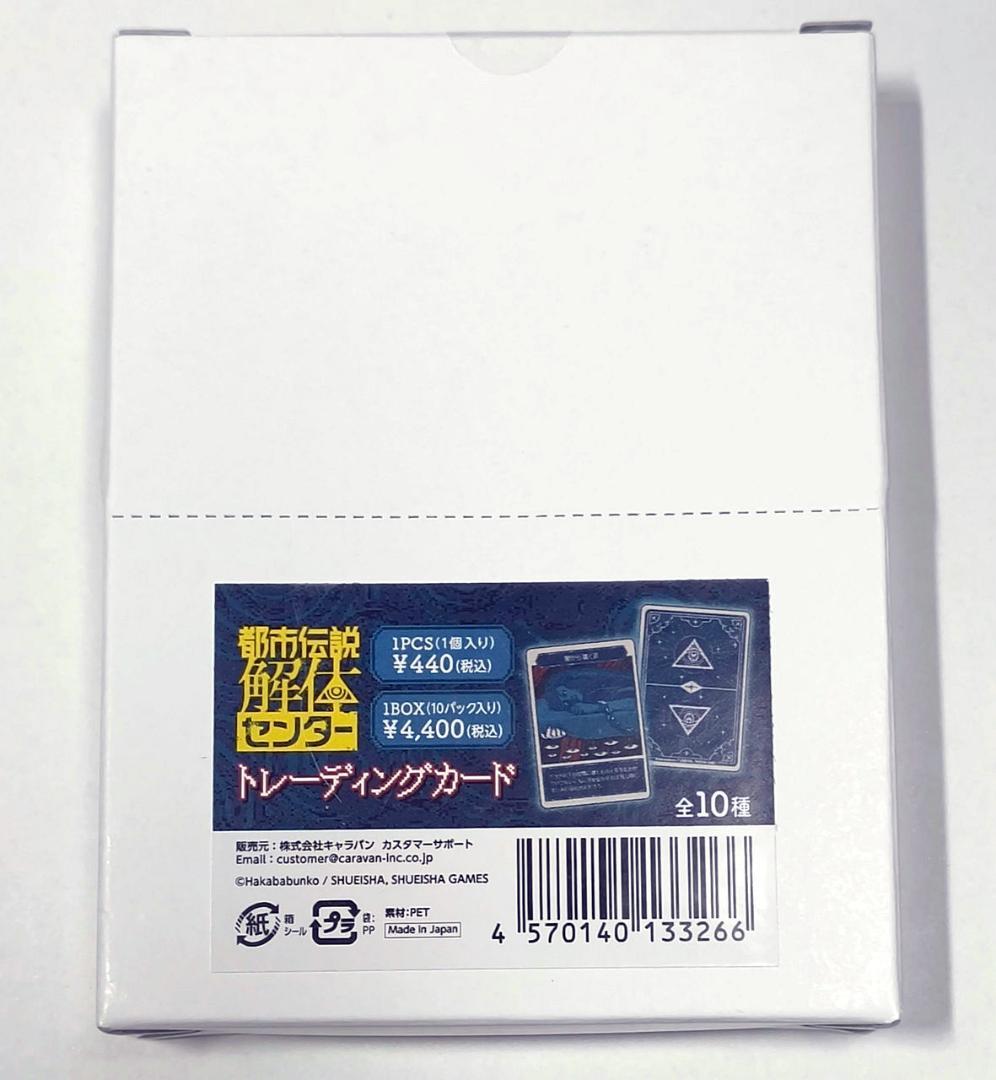 都市伝説
解体
センター
1PCS(1個入り)
¥440(税込)
1BOX(10パック入り)
¥4,400(税込)
トレーディングカード
全10種
販売元:株式会社キャラバン カスタマーサポート
Email:customer@caravan-inc.co.jp
©Hakababunko / SHUEISHA, SHUEISHA GAMES
紙
箱
シール
プラ
袋:
PP
素材:PET
Made in Japan
4 570140 133266